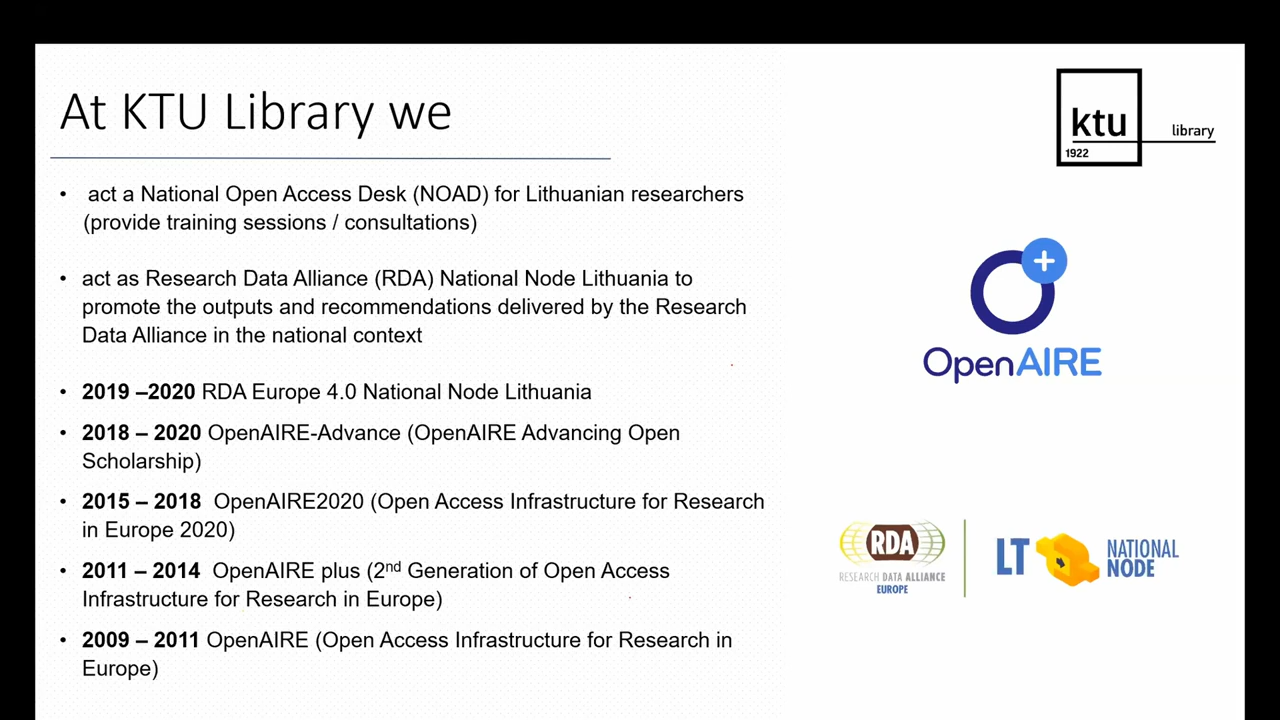 At KTU Library we
ktu
library
1922
• act a National Open Access Desk (NOAD) for Lithuanian researchers
(provide training sessions / consultations)
• act as Research Data Alliance (RDA) National Node Lithuania to
promote the outputs and recommendations delivered by the Research
Data Alliance in the national context
• 2019 –2020 RDA Europe 4.0 National Node Lithuania
• 2018 – 2020 OpenAIRE-Advance (OpenAIRE Advancing Open
Scholarship)
• 2015 – 2018 OpenAIRE2020 (Open Access Infrastructure for Research
in Europe 2020)
• 2011 – 2014 OpenAIRE plus (2nd Generation of Open Access
Infrastructure for Research in Europe)
• 2009 – 2011 OpenAIRE (Open Access Infrastructure for Research in
Europe)
OpenAIRE
RDA
RESEARCH DATA ALLIANCE
EUROPE
LT
NATIONAL
NODE